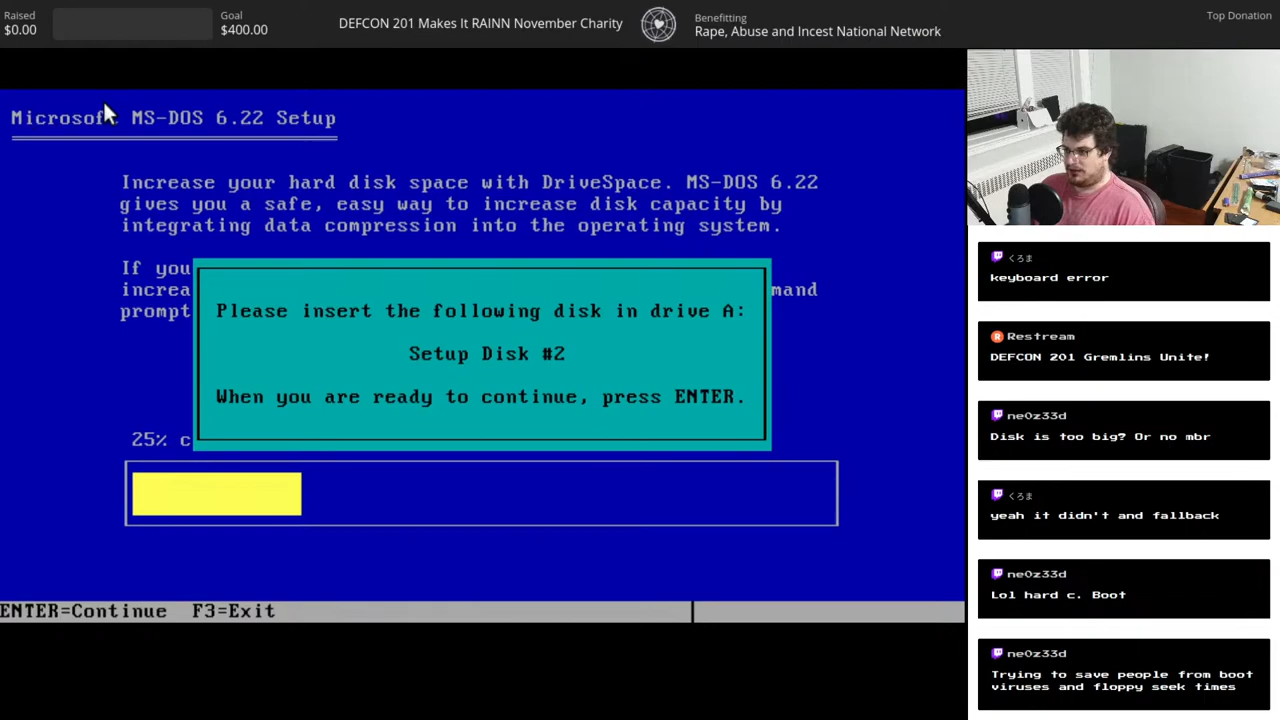 Raised
$0.00
Goal
$400.00
DEFCON 201 Makes It RAINN November Charity
Benefitting
Rape, Abuse and Incest National Network
Top Donation
Microsoft MS-DOS 6.22 Setup
Increase your hard disk space with DriveSpace. MS-DOS 6.22
gives you a safe, easy way to increase disk capacity by
integrating data compression into the operating system.
If you
increa
mand
prompt
Please insert the following disk in drive A:
Setup Disk #2
When you are ready to continue, press ENTER.
25% c
ENTER=Continue F3=Exit
くろま
keyboard error
Restream
DEFCON 201 Gremlins Unite!
ne0z33d
Disk is too big? Or no mbr
くろま
yeah it didn't and fallback
ne0z33d
Lol hard c. Boot
ne0z33d
Trying to save people from boot
viruses and floppy seek times